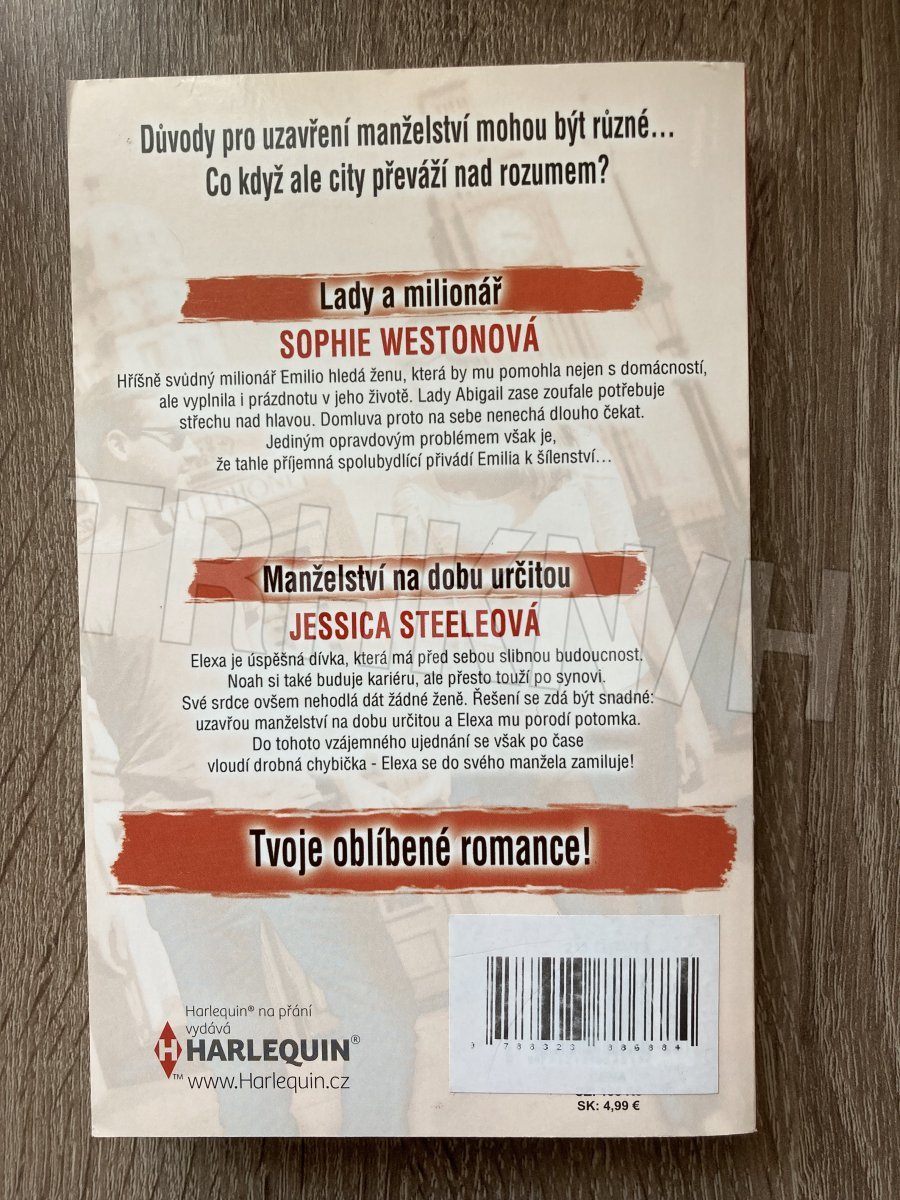 Důvody pro uzavření manželství mohou být různé...
Co když ale city převáží nad rozumem?
Lady a milionář
SOPHIE WESTONOVÁ
Hříšně svůdný milionář Emilio hledá ženu, která by mu pomohla nejen s domácností,
ale vyplnila i prázdnotu v jeho životě. Lady Abigail zase zoufale potřebuje
střechu nad hlavou. Domluva proto na sebe nenechá dlouho čekat.
Jediným opravdovým problémem však je,
že tahle příjemná spolubydlící přivádí Emilia k šílenství...
Manželství na dobu určitou
JESSICA STEELEOVÁ
Elexa je úspěšná dívka, která má před sebou slibnou budoucnost.
Noah si také buduje kariéru, ale přesto touží po synovi.
Své srdce ovšem nehodlá dát žádné ženě. Řešení se zdá být snadné:
uzavřou manželství na dobu určitou a Elexa mu porodí potomka.
Do tohoto vzájemného ujednání se však po čase
vloudí drobná chybička - Elexa se do svého manžela zamiluje!
Tvoje oblíbené romance!
Harlequin® na přání
vydává
H HARLEQUIN®
™ www.Harlequin.cz
9 788323 886884
SK: 4,99 €